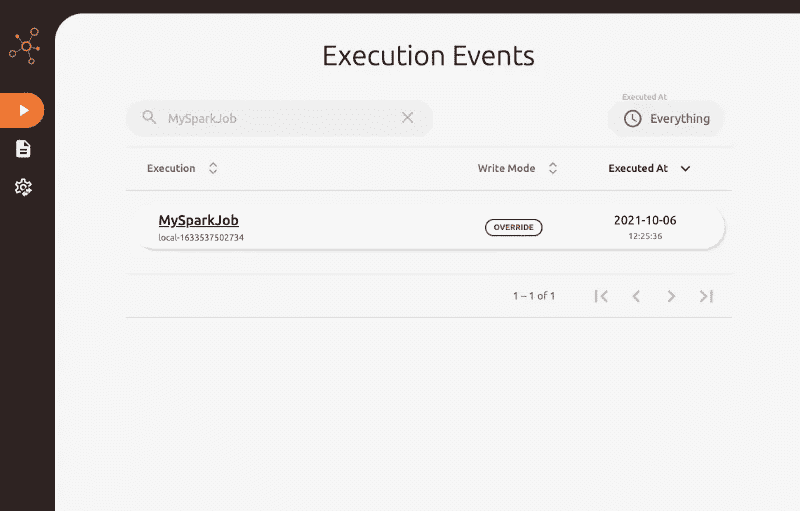 Execution Events
Executed At
MySparkJob
Everything
Execution Write Mode Executed At
MySparkJob
local-1633537502734
OVERRIDE
2021-10-06
12:25:36
1 – 1 of 1